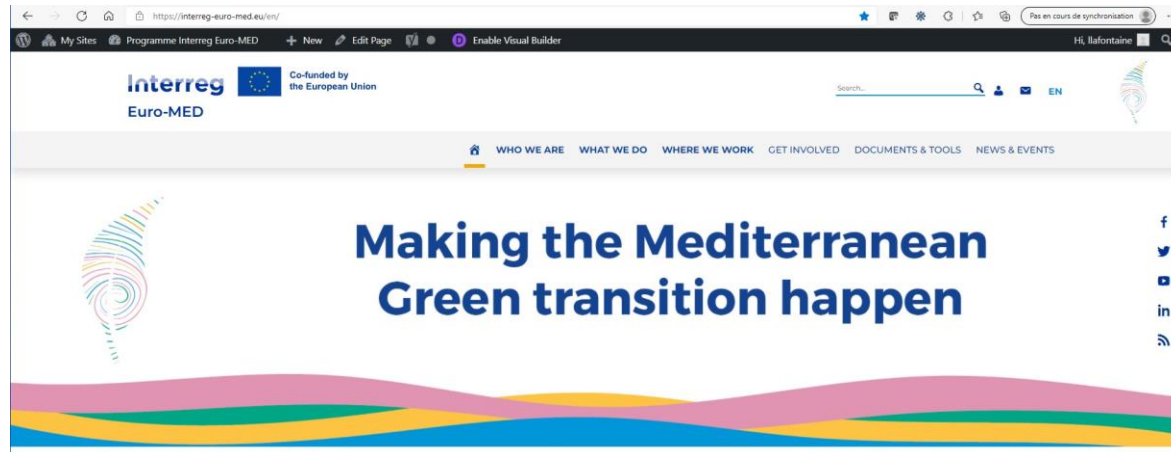 https://interreg-euro-med.eu/en/
Pas en cours de synchronisation
My Sites Programme Interreg Euro-MED + New Edit Page Enable Visual Builder Hi, llafontaine
Interreg Co-funded by the European Union
Euro-MED
Search... EN
WHO WE ARE WHAT WE DO WHERE WE WORK GET INVOLVED DOCUMENTS & TOOLS NEWS & EVENTS
Making the Mediterranean
Green transition happen